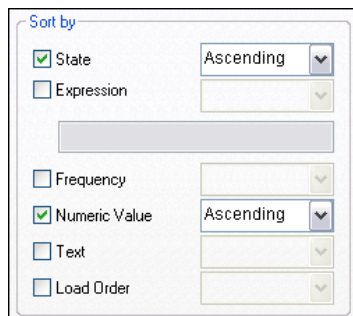 Sort by
State Ascending
Expression
Frequency
Numeric Value Ascending
Text
Load Order